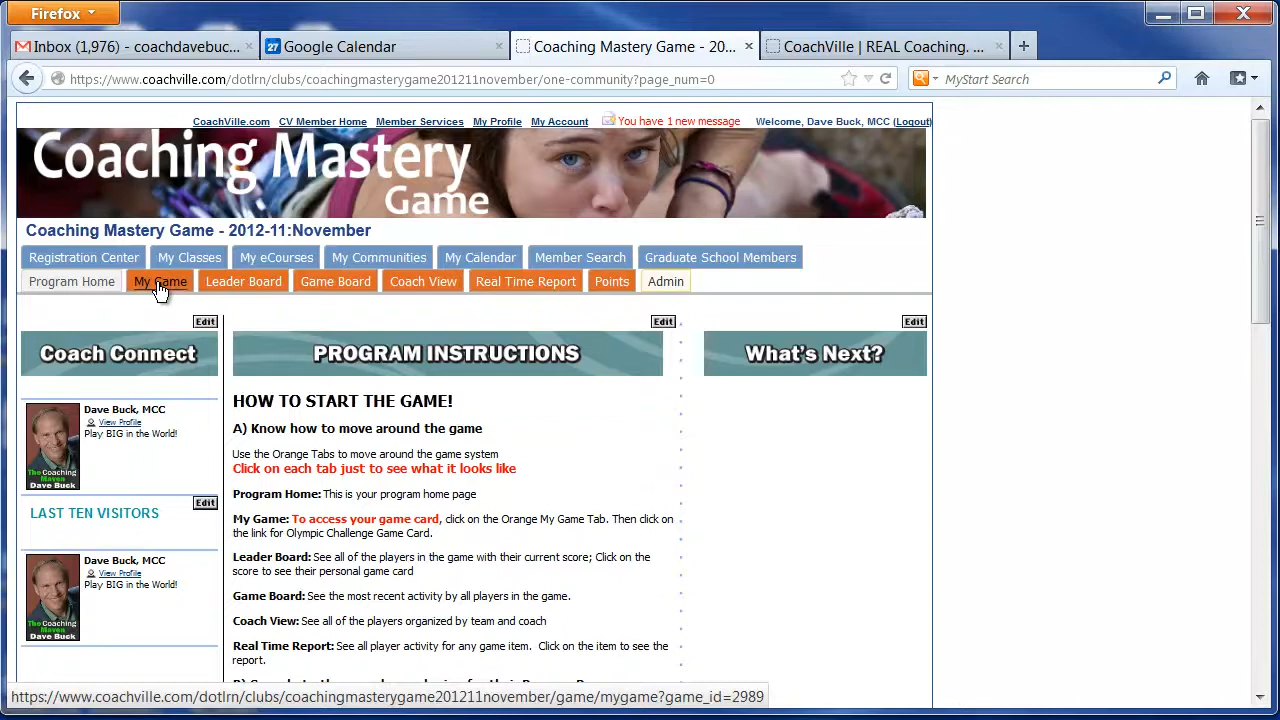 Firefox
Inbox (1,976) - coachdavebuc...
27 Google Calendar
Coaching Mastery Game - 20...
CoachVille | REAL Coaching. ...
https://www.coachville.com/dotlrn/clubs/coachingmasterygame201211november/one-community?page_num=0
MyStart Search
CoachVille.com CV Member Home Member Services My Profile My Account You have 1 new message Welcome, Dave Buck, MCC (Logout)
Coaching Mastery
Game
Coaching Mastery Game - 2012-11:November
Registration Center My Classes My eCourses My Communities My Calendar Member Search Graduate School Members
Program Home My Game Leader Board Game Board Coach View Real Time Report Points Admin
Edit Edit Edit
Coach Connect PROGRAM INSTRUCTIONS What's Next?
Dave Buck, MCC
View Profile
Play BIG in the World!
The Coaching
Maven
Dave Buck
Edit
LAST TEN VISITORS
Dave Buck, MCC
View Profile
Play BIG in the World!
The Coaching
Maven
Dave Buck
HOW TO START THE GAME!
A) Know how to move around the game
Use the Orange Tabs to move around the game system
Click on each tab just to see what it looks like
Program Home: This is your program home page
My Game: To access your game card, click on the Orange My Game Tab. Then click on
the link for Olympic Challenge Game Card.
Leader Board: See all of the players in the game with their current score; Click on the
score to see their personal game card
Game Board: See the most recent activity by all players in the game.
Coach View: See all of the players organized by team and coach
Real Time Report: See all player activity for any game item. Click on the item to see the
report.
https://www.coachville.com/dotlrn/clubs/coachingmasterygame201211november/game/mygame?game_id=2989